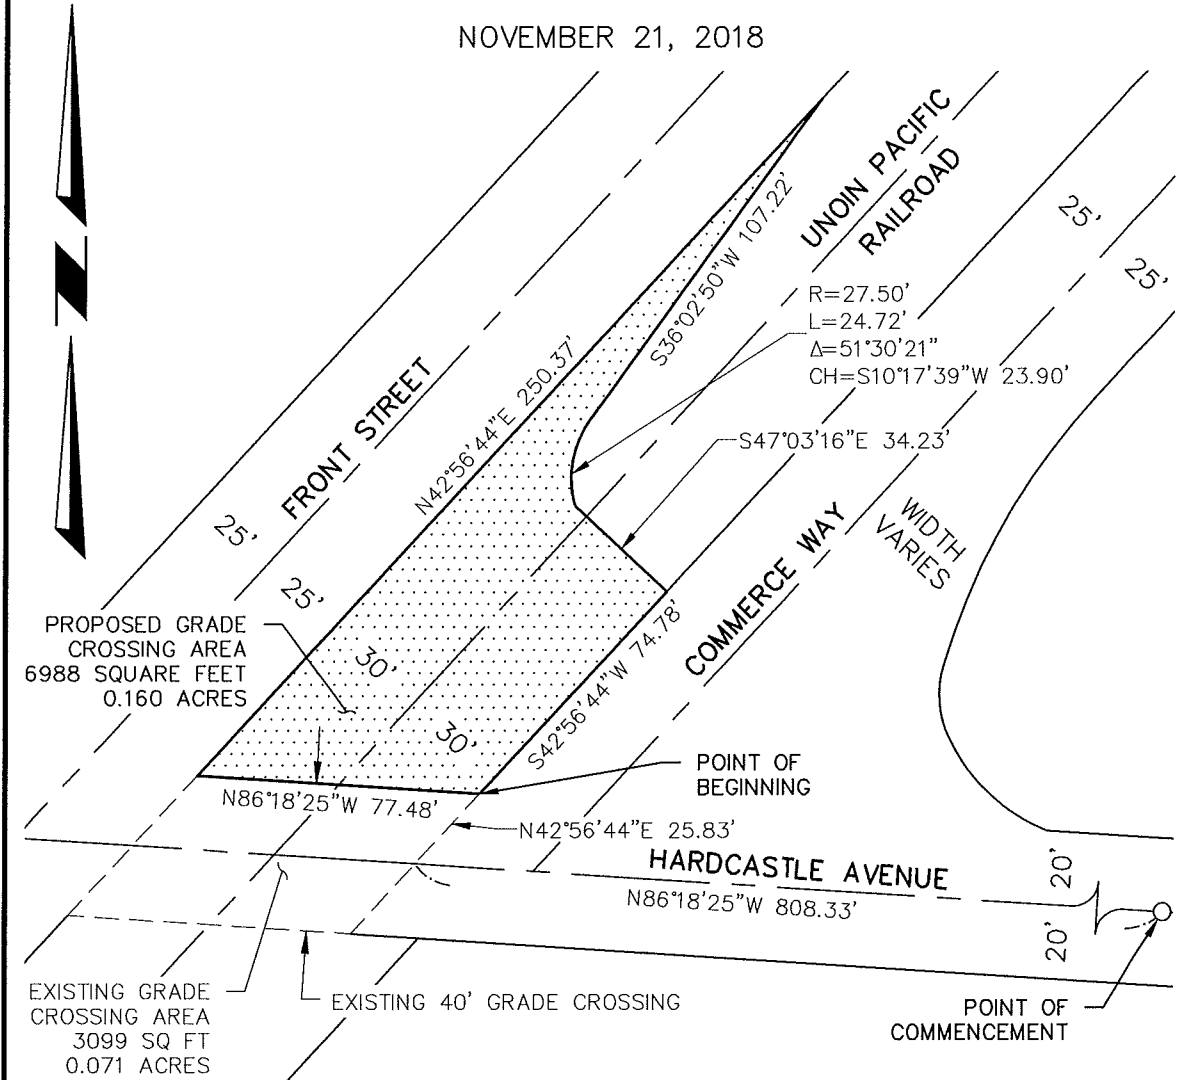 NOVEMBER 21, 2018
N
UNOIN PACIFIC
RAILROAD
25'
25'
S36°02'50"W 107.22'
R=27.50'
L=24.72'
Δ=51°30'21"
CH=S10°17'39"W 23.90'
FRONT STREET
N42°56'44"E 250.37'
S47°03'16"E 34.23'
25'
25'
COMMERCE WAY
WIDTH
VARIES
PROPOSED GRADE
CROSSING AREA
6988 SQUARE FEET
0.160 ACRES
30'
30'
S42°56'44"W 74.78'
POINT OF
BEGINNING
N86°18'25"W 77.48'
N42°56'44"E 25.83'
HARDCASTLE AVENUE
N86°18'25"W 808.33'
20'
20'
EXISTING GRADE
CROSSING AREA
3099 SQ FT
0.071 ACRES
EXISTING 40' GRADE CROSSING
POINT OF
COMMENCEMENT